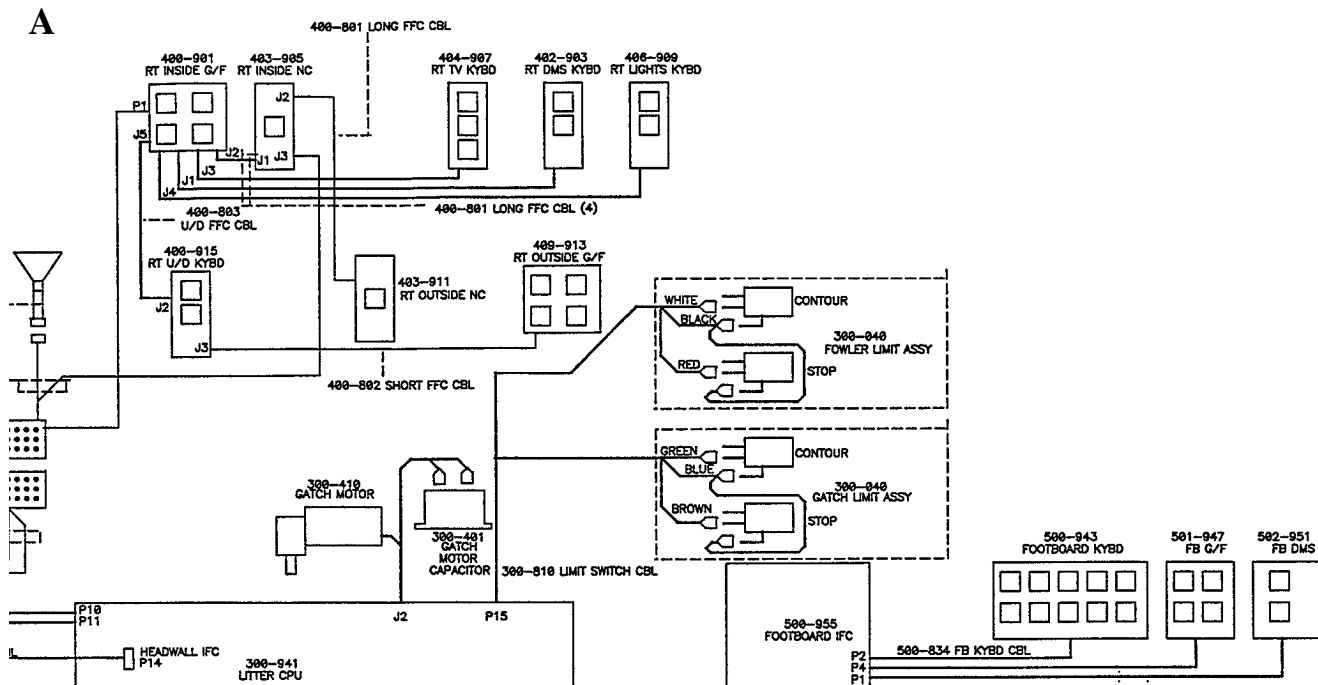 A
400-801 LONG FFC CBL
400-901
RT INSIDE G/F
403-905
RT INSIDE NC
404-907
RT TV KYBD
402-903
RT DMS KYBD
406-909
RT LIGHTS KYBD
P1
J2
J5
J2
J1
J3
J3
J1
J4
400-803
U/D FFC CBL
400-801 LONG FFC CBL (4)
400-915
RT U/D KYBD
J2
J3
403-911
RT OUTSIDE NC
409-913
RT OUTSIDE G/F
400-802 SHORT FFC CBL
WHITE
BLACK
RED
CONTOUR
300-040
FOWLER LIMIT ASSY
STOP
GREEN
BLUE
BROWN
CONTOUR
300-040
GATCH LIMIT ASSY
STOP
300-410
GATCH MOTOR
300-401
GATCH
MOTOR
CAPACITOR
300-810 LIMIT SWITCH CBL
500-943
FOOTBOARD KYBD
501-947
FB G/F
502-951
FB DMS
P10
P11
J2
P15
HEADWALL IFC
P14
300-941
LITTER CPU
500-955
FOOTBOARD IFC
P2
P4
P1
500-834 FB KYBD CBL